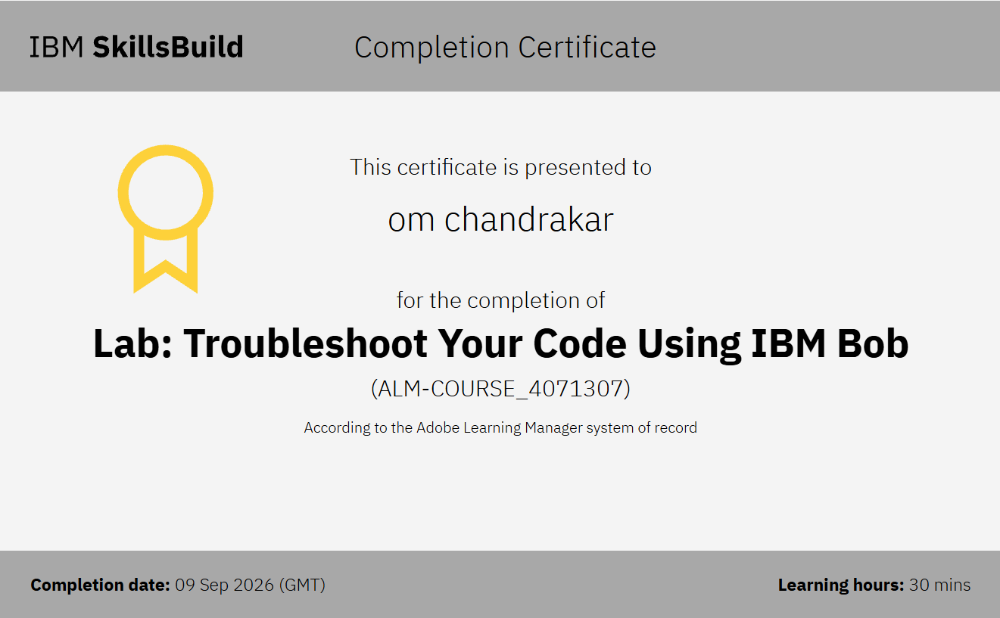 IBM SkillsBuild
Completion Certificate
This certificate is presented to
om chandrakar
for the completion of
Lab: Troubleshoot Your Code Using IBM Bob
(ALM-COURSE_4071307)
According to the Adobe Learning Manager system of record
Completion date: 09 Sep 2026 (GMT)
Learning hours: 30 mins